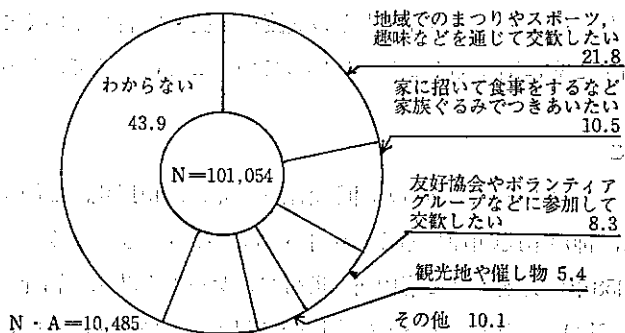 地域でのまつりやスポーツ,
趣味などを通じて交歓したい
21.8
家に招いて食事をするなど
家族ぐるみでつきあいたい
10.5
友好協会やボランティア
グループなどに参加して
交歓したい 8.3
観光地や催し物 5.4
その他 10.1
わからない
43.9
N=101,054
N・A=10,485